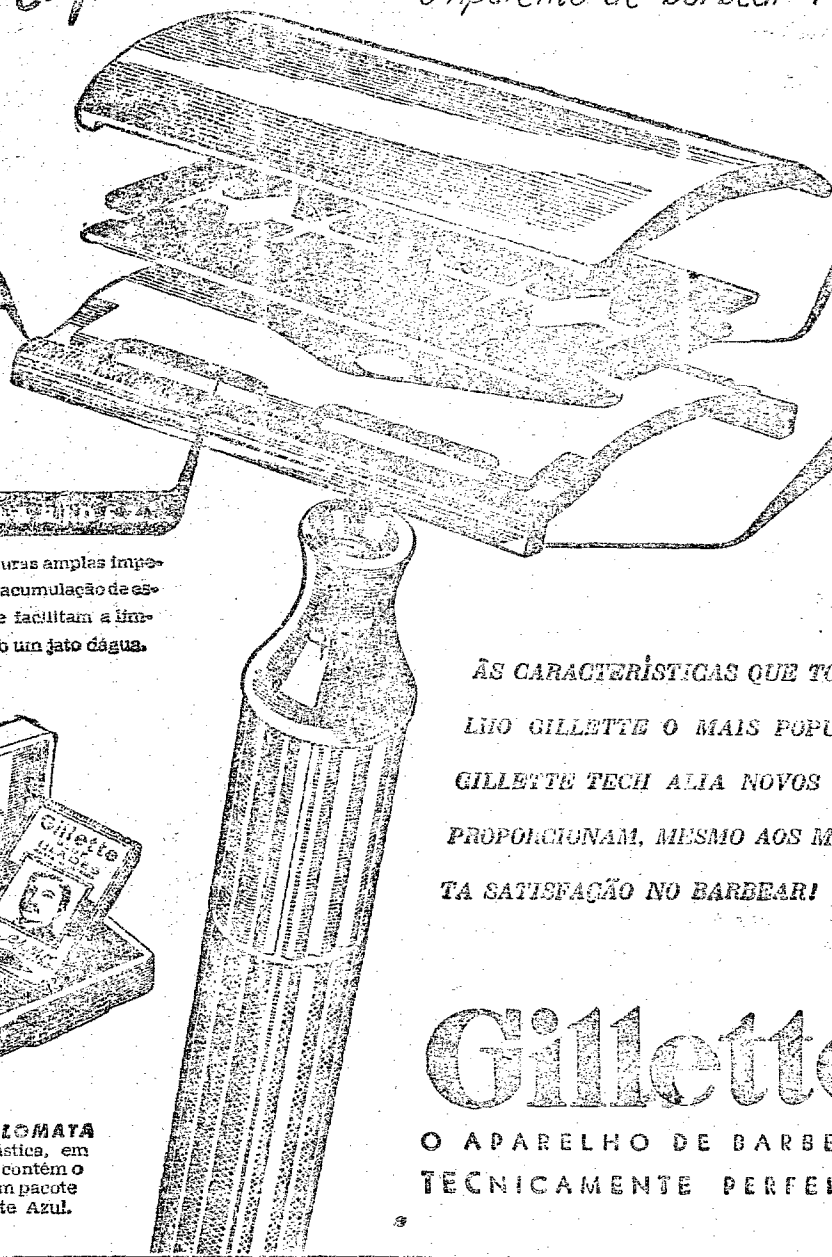 de barbear
uras amplas impe-
acumulação de es-
e facilitam a lim-
b um jato dágua.
ÀS CARACTERÍSTICAS QUE TO
LHO GILLETTE O MAIS POPU
GILLETTE TECH ALIA NOVOS
PROPORCIONAM, MESMO AOS M
TA SATISFAÇÃO NO BARBEAR!
Gillette
Gillette
O APARELHO DE BARBE
TECNICAMENTE PERFEI
LOMATA
ástica, em
contém o
m pacote
te Azul.